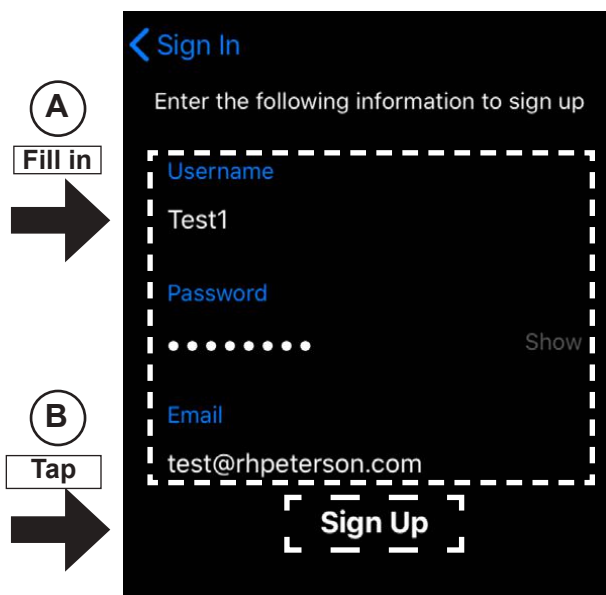 Sign In
A
Enter the following information to sign up
Fill in
Username
Test1
Password
Show
B
Email
Tap
test@rhpeterson.com
Sign Up